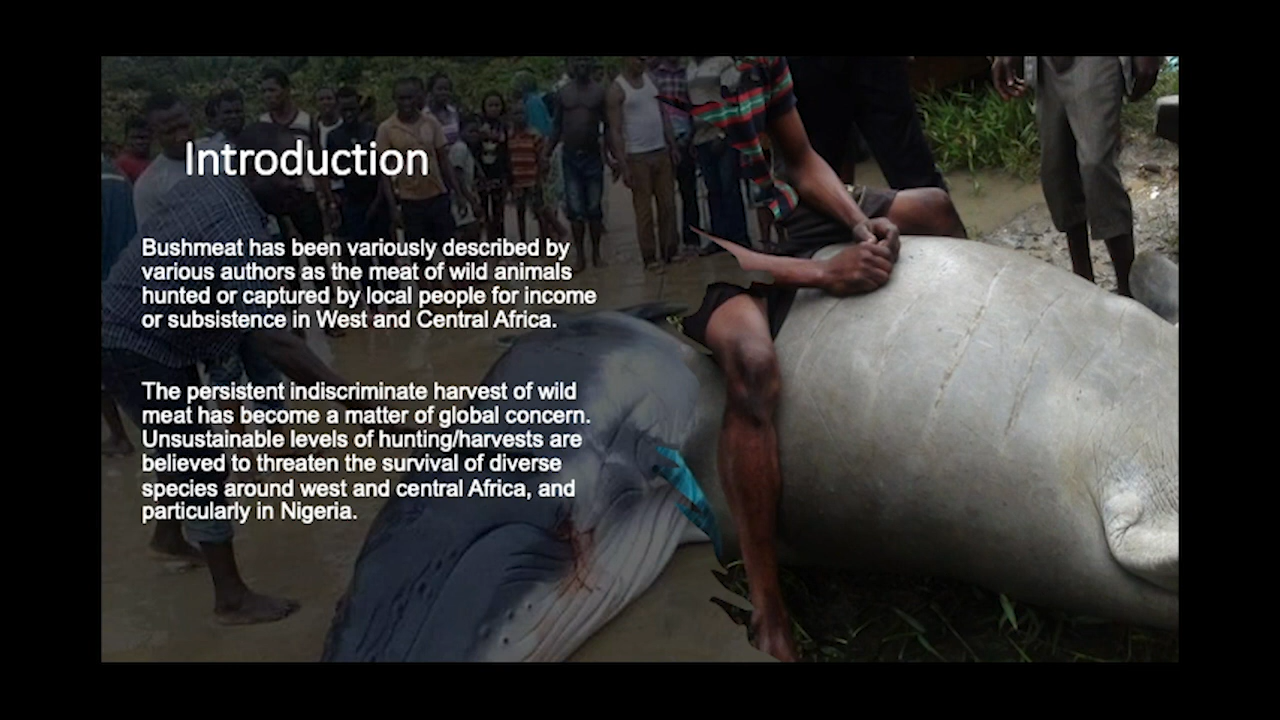 Introduction
Bushmeat has been variously described by
various authors as the meat of wild animals
hunted or captured by local people for income
or subsistence in West and Central Africa.
The persistent indiscriminate harvest of wild
meat has become a matter of global concern.
Unsustainable levels of hunting/harvests are
believed to threaten the survival of diverse
species around west and central Africa, and
particularly in Nigeria.